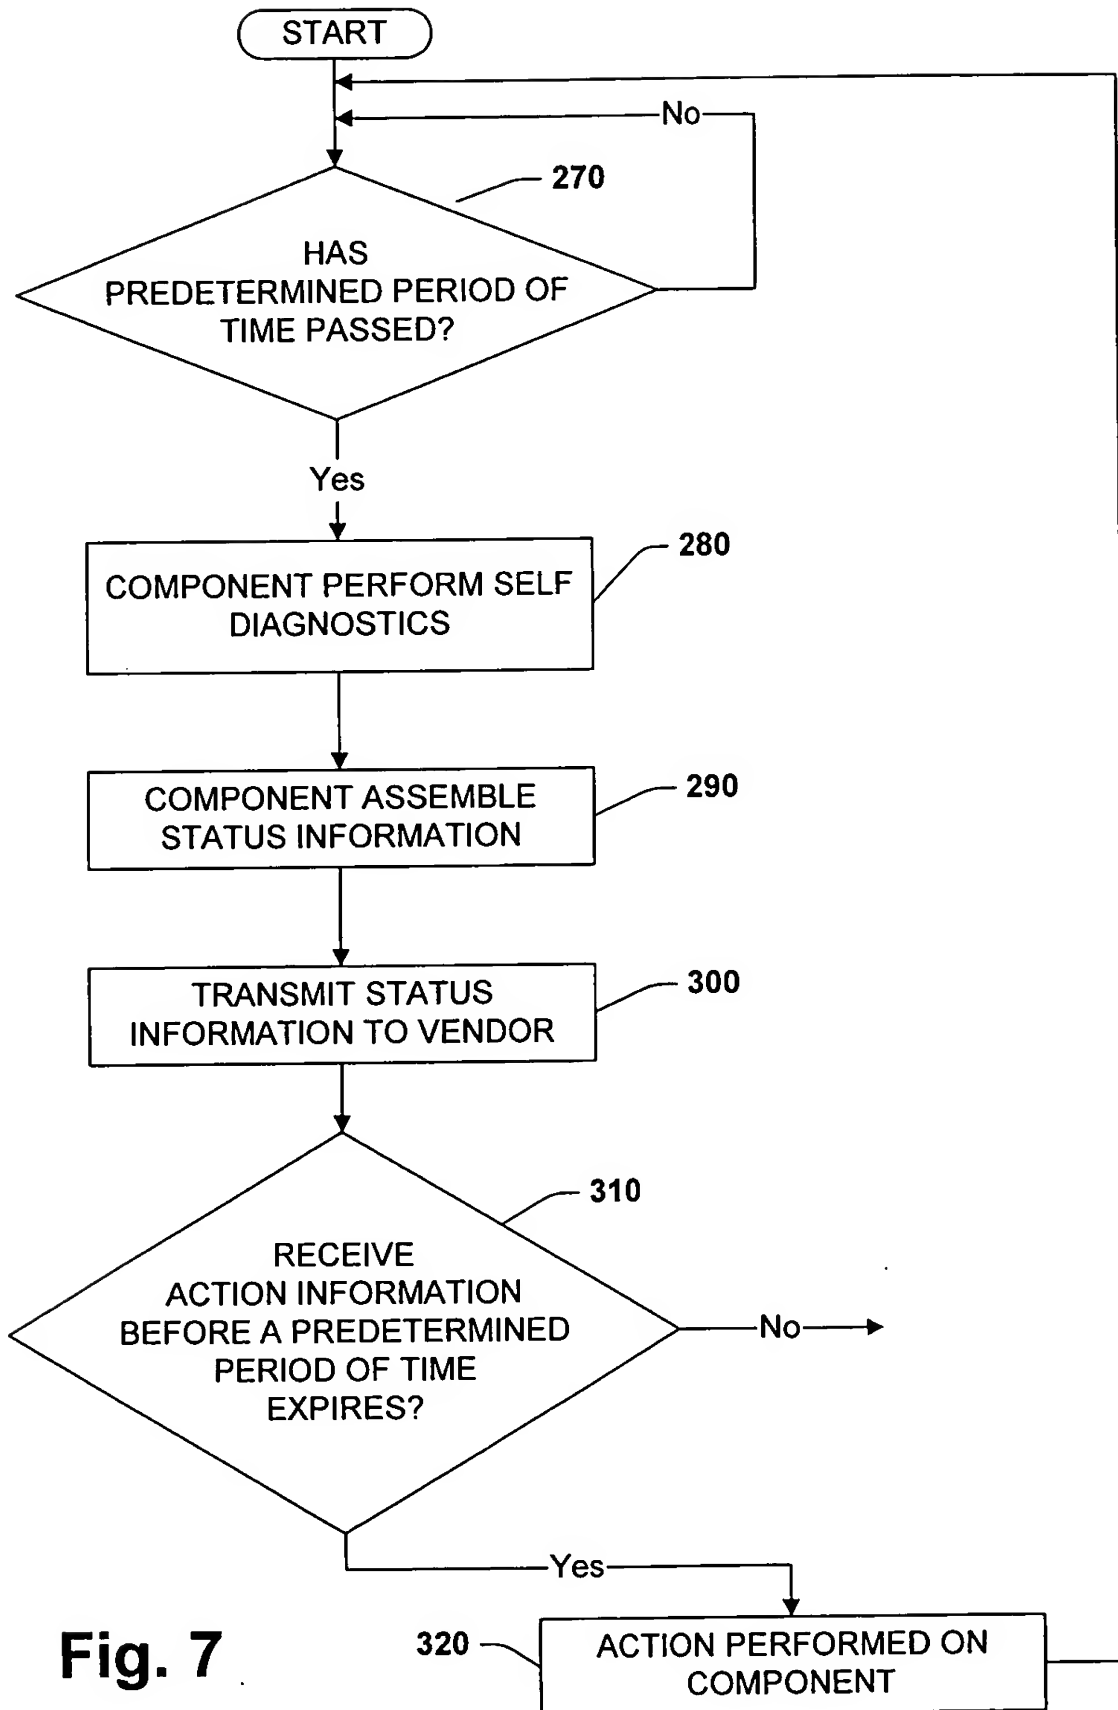 START
No
270
HAS
PREDETERMINED PERIOD OF
TIME PASSED?
Yes
280
COMPONENT PERFORM SELF
DIAGNOSTICS
290
COMPONENT ASSEMBLE
STATUS INFORMATION
300
TRANSMIT STATUS
INFORMATION TO VENDOR
310
RECEIVE
ACTION INFORMATION
BEFORE A PREDETERMINED
PERIOD OF TIME
EXPIRES?
No
Yes
320
ACTION PERFORMED ON
COMPONENT
Fig. 7